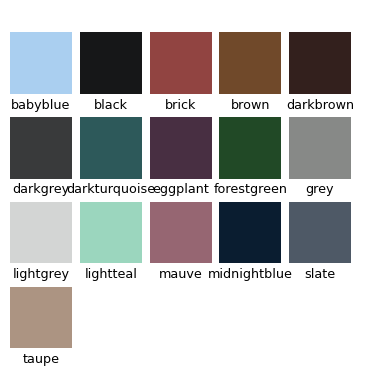 babyblue black brick brown darkbrown
darkgrey darkturquoise eggplant forestgreen grey
lightgrey lightteal mauve midnightblue slate
taupe